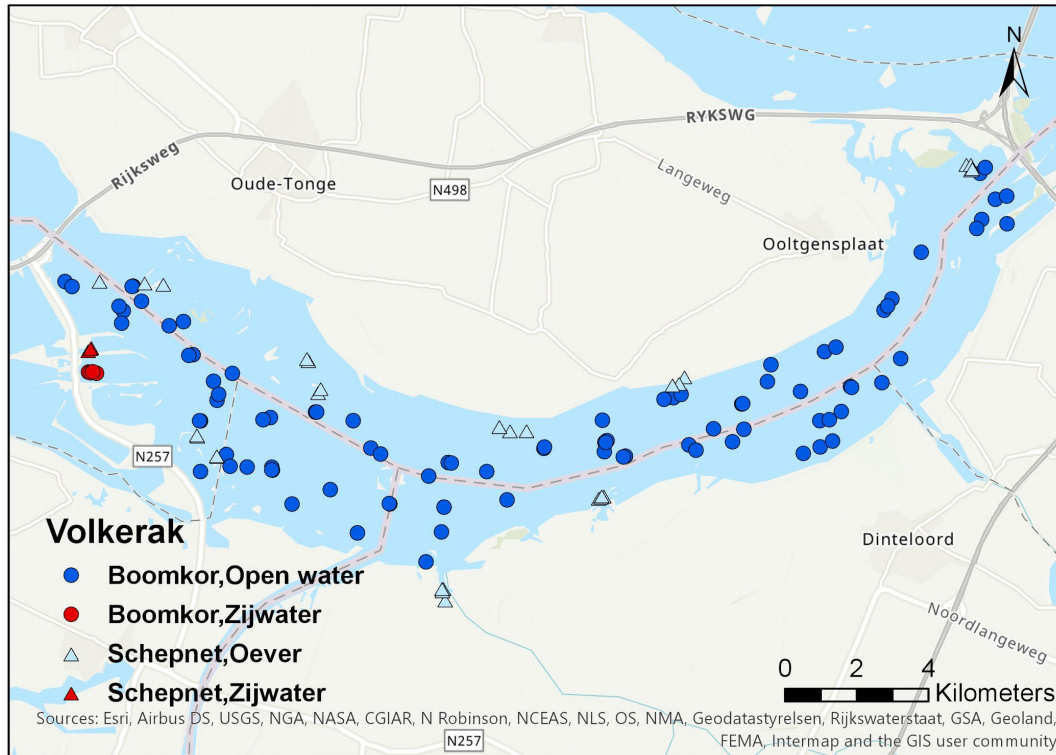 N
RYKSWG
Rijksweg
Langeweg
Oude-Tonge
N498
Ooltgensplaat
N257
Volkerak
Boomkor,Open water
Dinteloord
Boomkor,Zijwater
Noordlangeweg
Schepnet,Oever
0 2 4
Schepnet,Zijwater
Kilometers
Sources: Esri, Airbus DS, USGS, NGA, NASA, CGIAR, N Robinson, NCEAS, NLS, OS, NMA, Geodatastyrelsen, Rijkswaterstaat, GSA, Geoland,
FEMA, Intermap and the GIS user community
N257